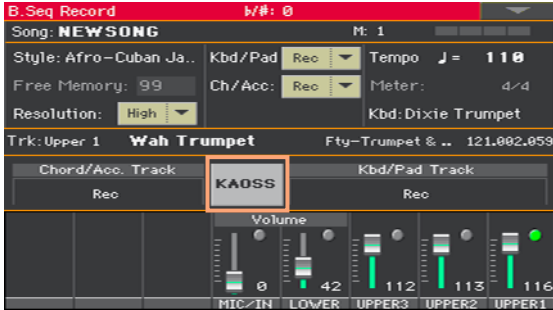 B.Seq Record ♭/#: 0
Song: NEWSONG M: 1
Style: Afro-Cuban Ja.. Kbd/Pad Rec Tempo ♩= 110
Free Memory: 99 Ch/Acc: Rec Meter: 4/4
Resolution: High Kbd: Dixie Trumpet
Trk: Upper 1 Wah Trumpet Fty-Trumpet & .. 121.002.059
Chord/Acc. Track KAOSS Kbd/Pad Track
Rec Rec
Volume
0 42 112 113 116
MIC/IN LOWER UPPER3 UPPER2 UPPER1